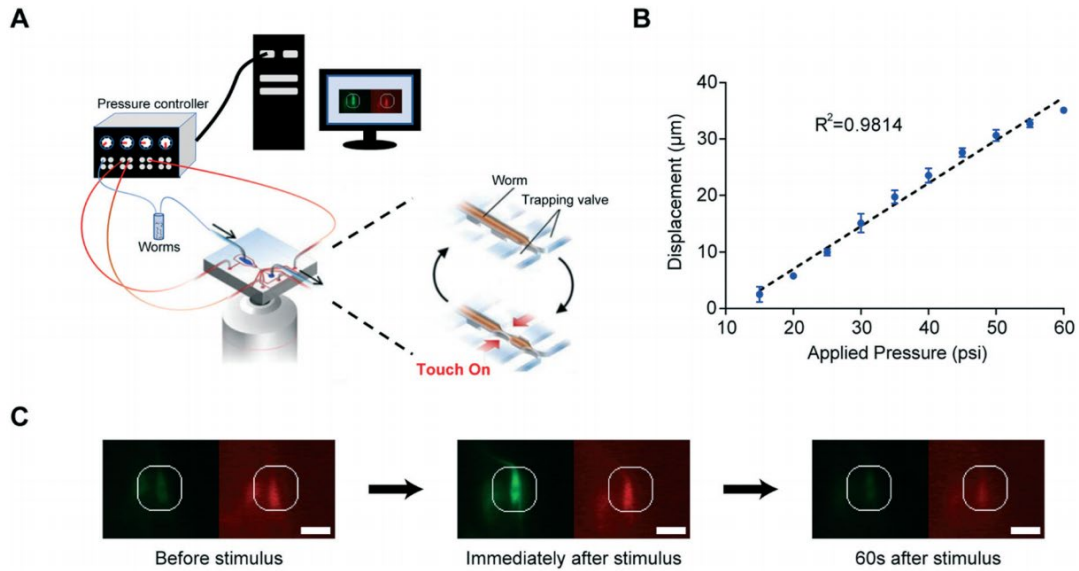 A
Pressure controller
Worms
Worm
Trapping valve
Touch On
B
R²=0.9814
Displacement (µm)
40
30
20
10
0
10 20 30 40 50 60
Applied Pressure (psi)
C
Before stimulus
Immediately after stimulus
60s after stimulus